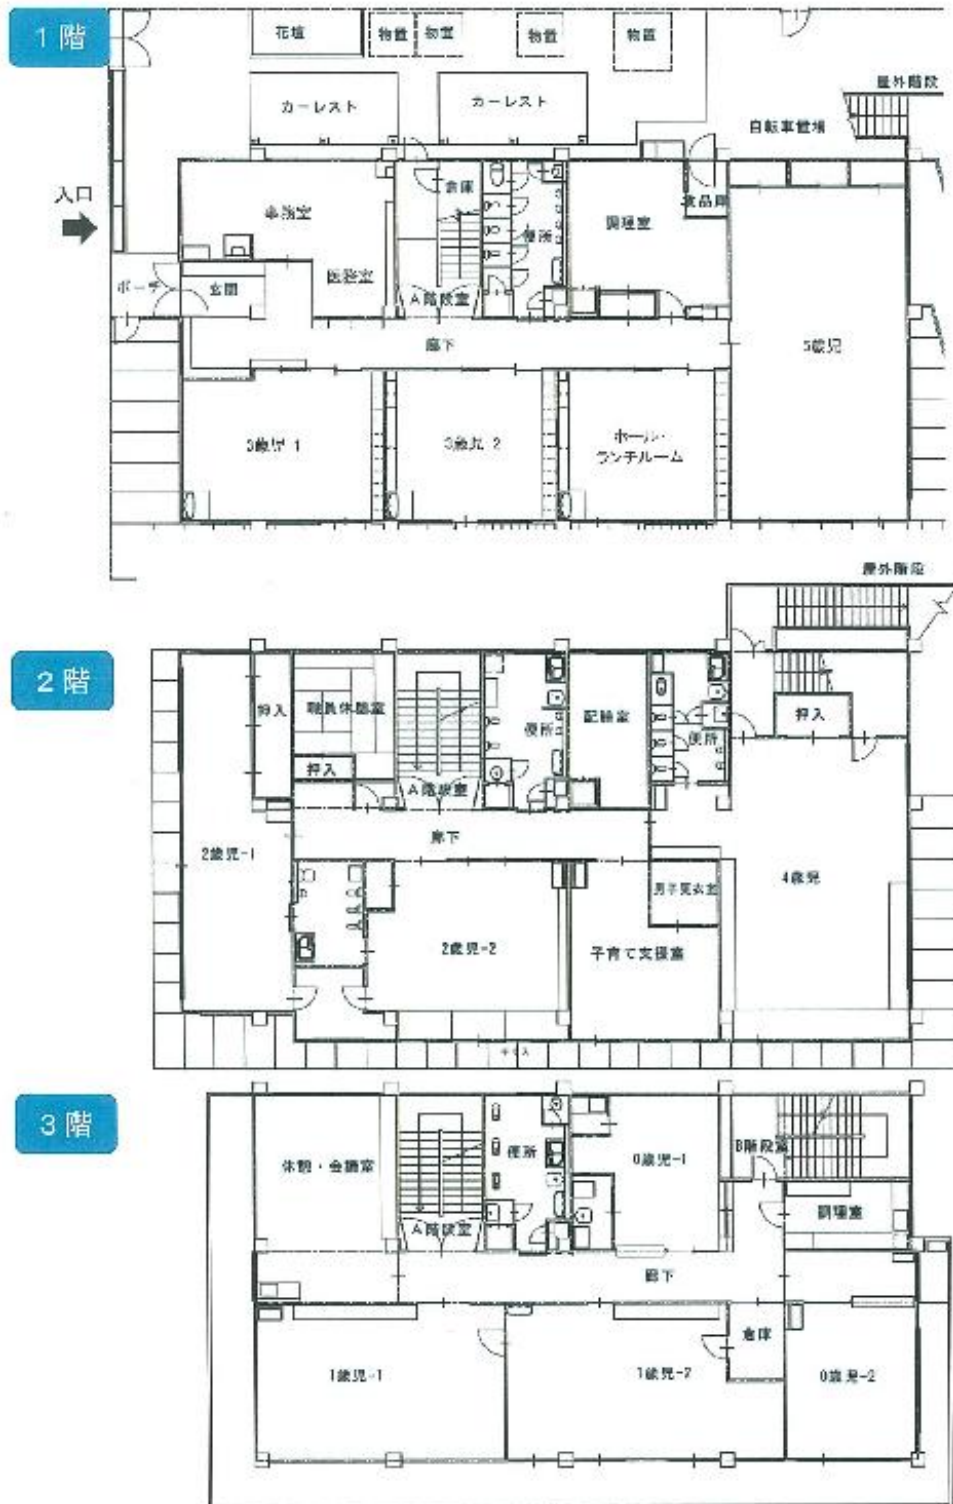 1階
花壇
物置
物置
物置
物置
カーレスト
カーレスト
屋外階段
自転車置場
入口
事務室
倉庫
便所
調理室
食品庫
医務室
A階段室
ポーチ
玄関
廊下
5歳児
3歳児-1
3歳児-2
ホール・
ランチルーム
屋外階段
2階
押入
職員休憩室
便所
配膳室
便所
押入
押入
A階段室
廊下
2歳児-1
4歳児
男子更衣室
2歳児-2
子育て支援室
3階
休憩・会議室
便所
0歳児-1
B階段室
A階段室
調理室
廊下
倉庫
1歳児-1
1歳児-2
0歳児-2